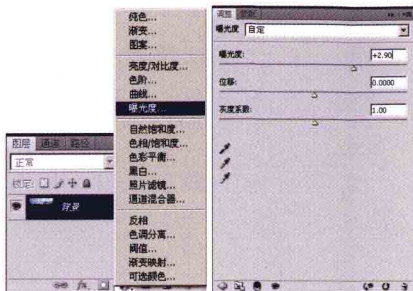 图层 通道 路径
正常
锁定:
背景
纯色...
渐变...
图案...
亮度/对比度...
色阶...
曲线...
曝光度...
自然饱和度...
色相/饱和度...
色彩平衡...
黑白...
照片滤镜...
通道混合器...
反相
色调分离...
阈值...
渐变映射...
可选颜色...
调整
曝光度 自定
曝光度: +2.90
位移: 0.0000
灰度系数: 1.00